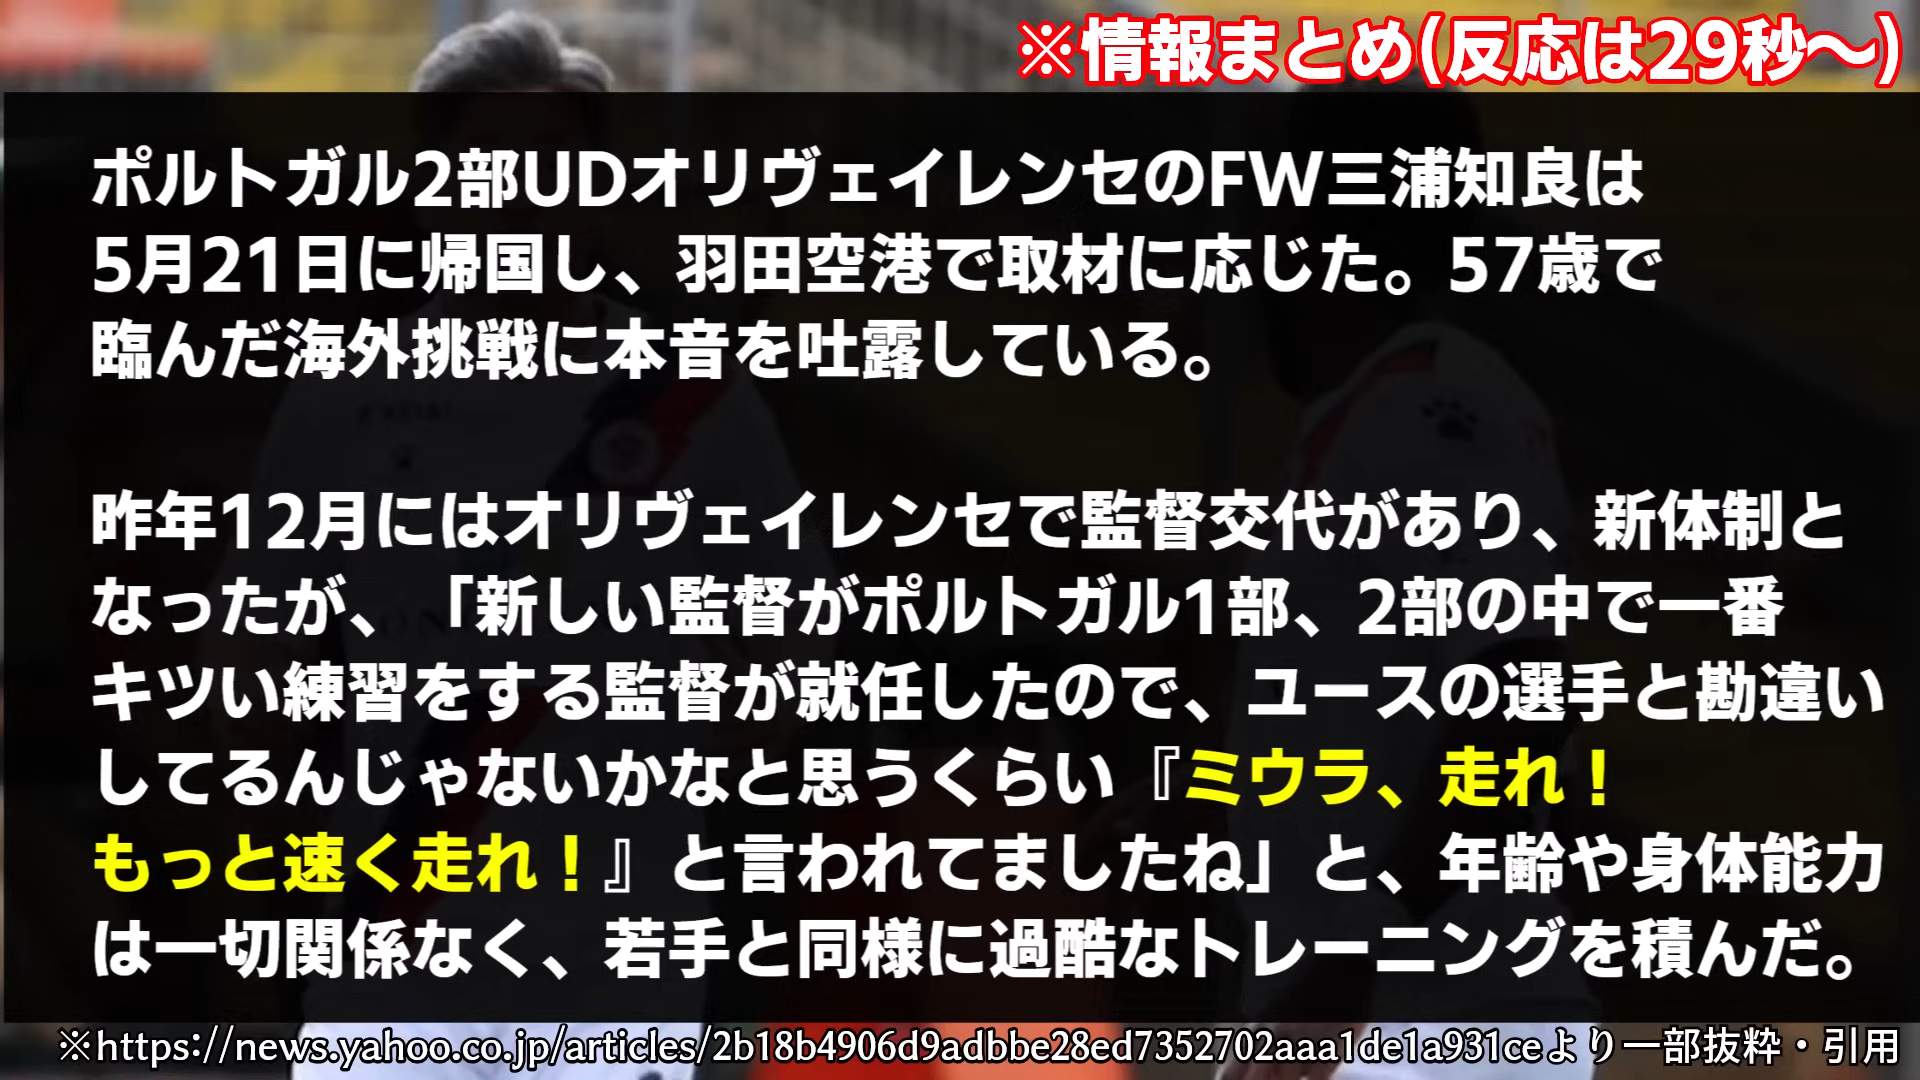 ※情報まとめ(反応は29秒〜)
ポルトガル2部UDオリヴェイレンセのFW三浦知良は
5月21日に帰国し、羽田空港で取材に応じた。57歳で
臨んだ海外挑戦に本音を吐露している。
昨年12月にはオリヴェイレンセで監督交代があり、新体制と
なったが、「新しい監督がポルトガル1部、2部の中で一番
キツい練習をする監督が就任したので、ユースの選手と勘違い
してるんじゃないかなと思うくらい『ミウラ、走れ！
もっと速く走れ！』と言われてましたね」と、年齢や身体能力
は一切関係なく、若手と同様に過酷なトレーニングを積んだ。
※https://news.yahoo.co.jp/articles/2b18b4906d9adbbe28ed7352702aaa1de1a931ceより一部抜粋・引用